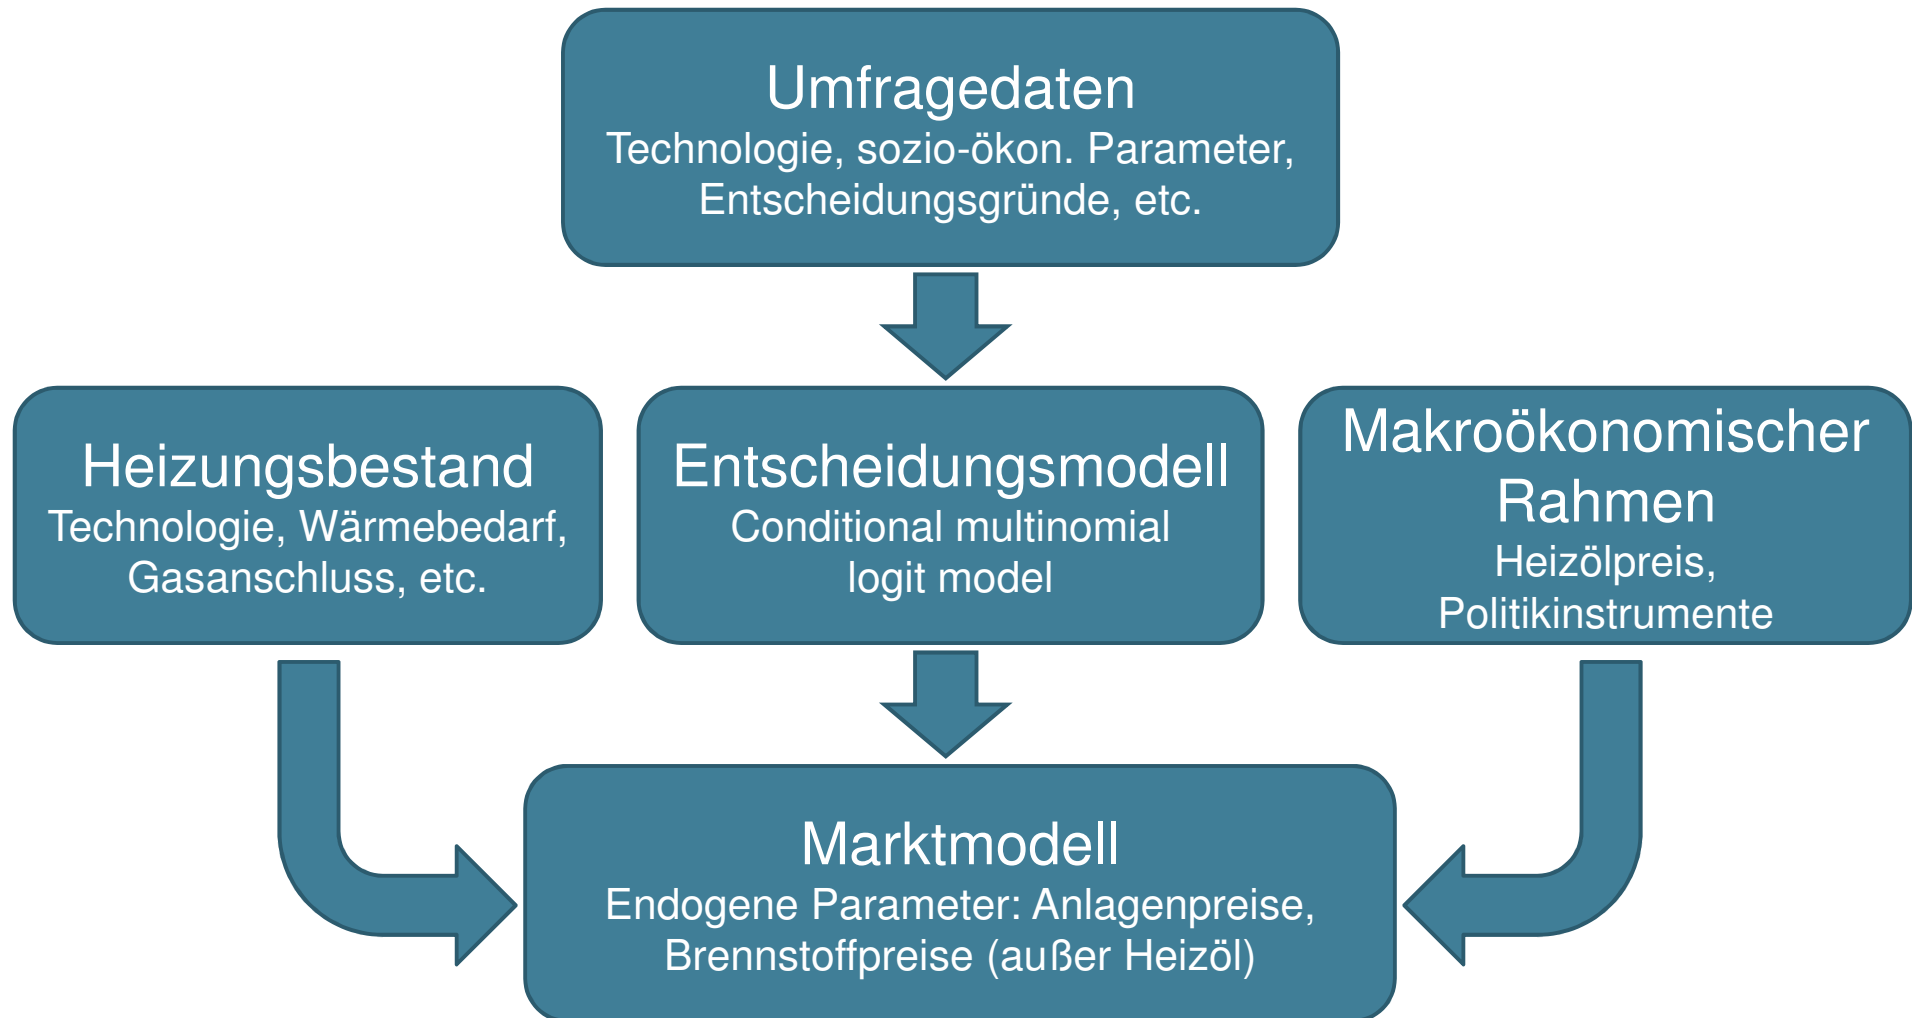 Umfragedaten
Technologie, sozio-ökon. Parameter,
Entscheidungsgründe, etc.
Heizungsbestand
Technologie, Wärmebedarf,
Gasanschluss, etc.
Entscheidungsmodell
Conditional multinomial
logit model
Makroökonomischer
Rahmen
Heizölpreis,
Politikinstrumente
Marktmodell
Endogene Parameter: Anlagenpreise,
Brennstoffpreise (außer Heizöl)